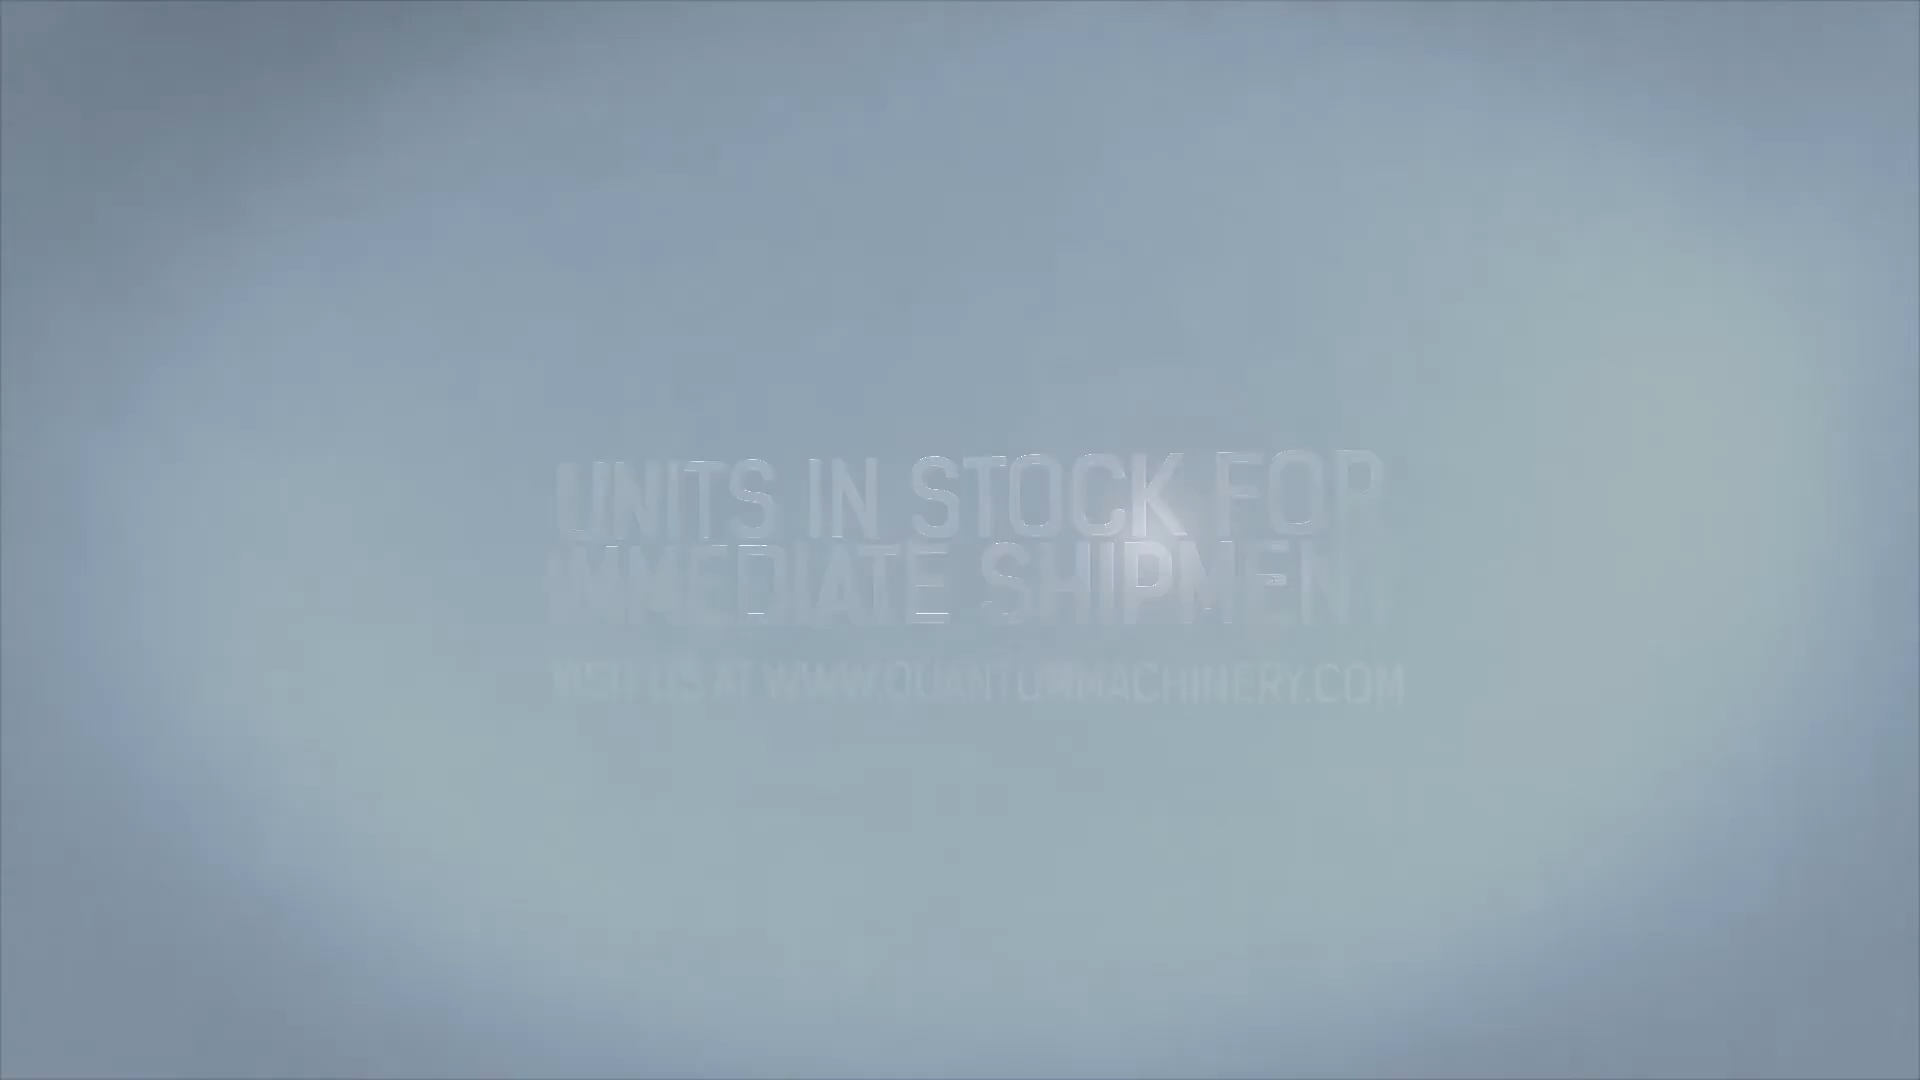 UNITS IN STOCK FOR
IMMEDIATE SHIPMENT
VISIT US AT WWW.QUANTUMMACHINERY.COM